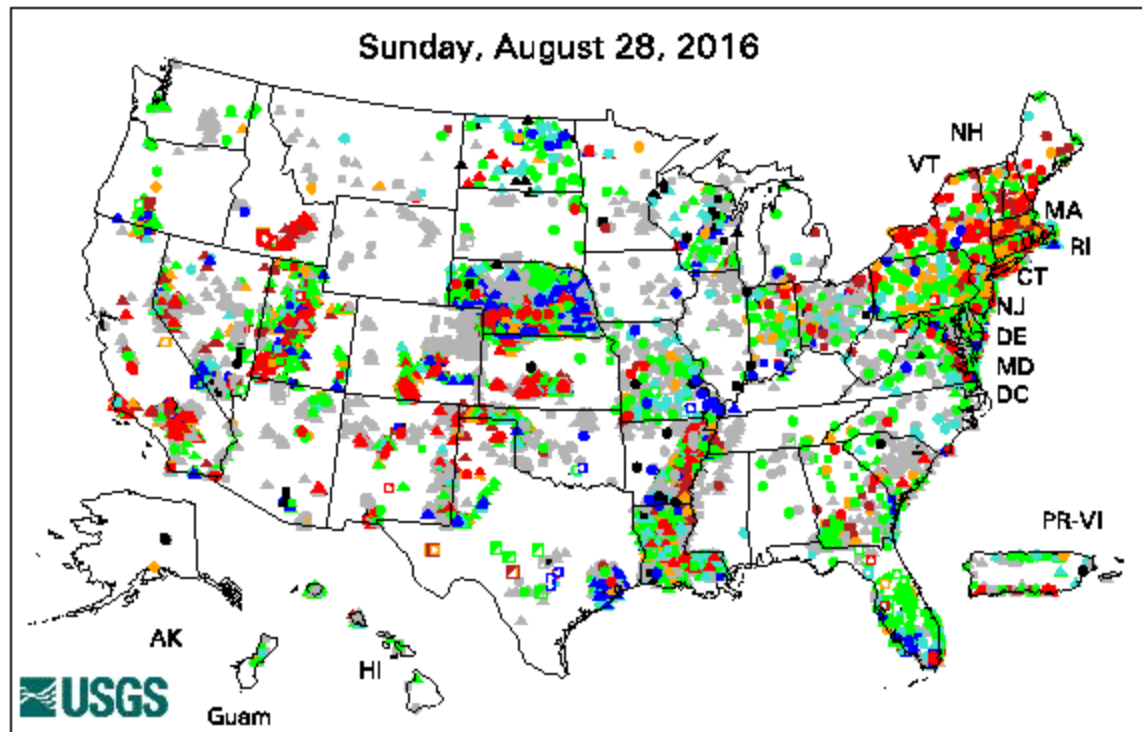 Sunday, August 28, 2016
NH
VT
MA
RI
CT
NJ
DE
MD
DC
PR-VI
AK
HI
Guam
USGS